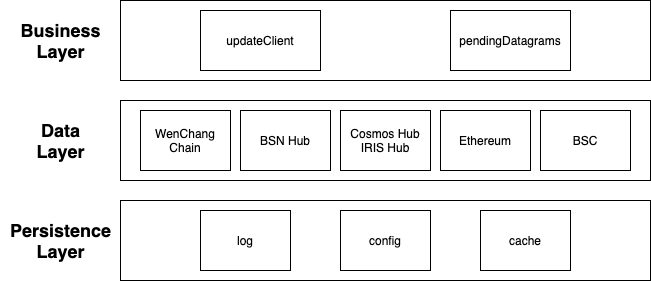 Business
Layer
updateClient
pendingDatagrams
Data
Layer
WenChang
Chain
BSN Hub
Cosmos Hub
IRIS Hub
Ethereum
BSC
Persistence
Layer
log
config
cache